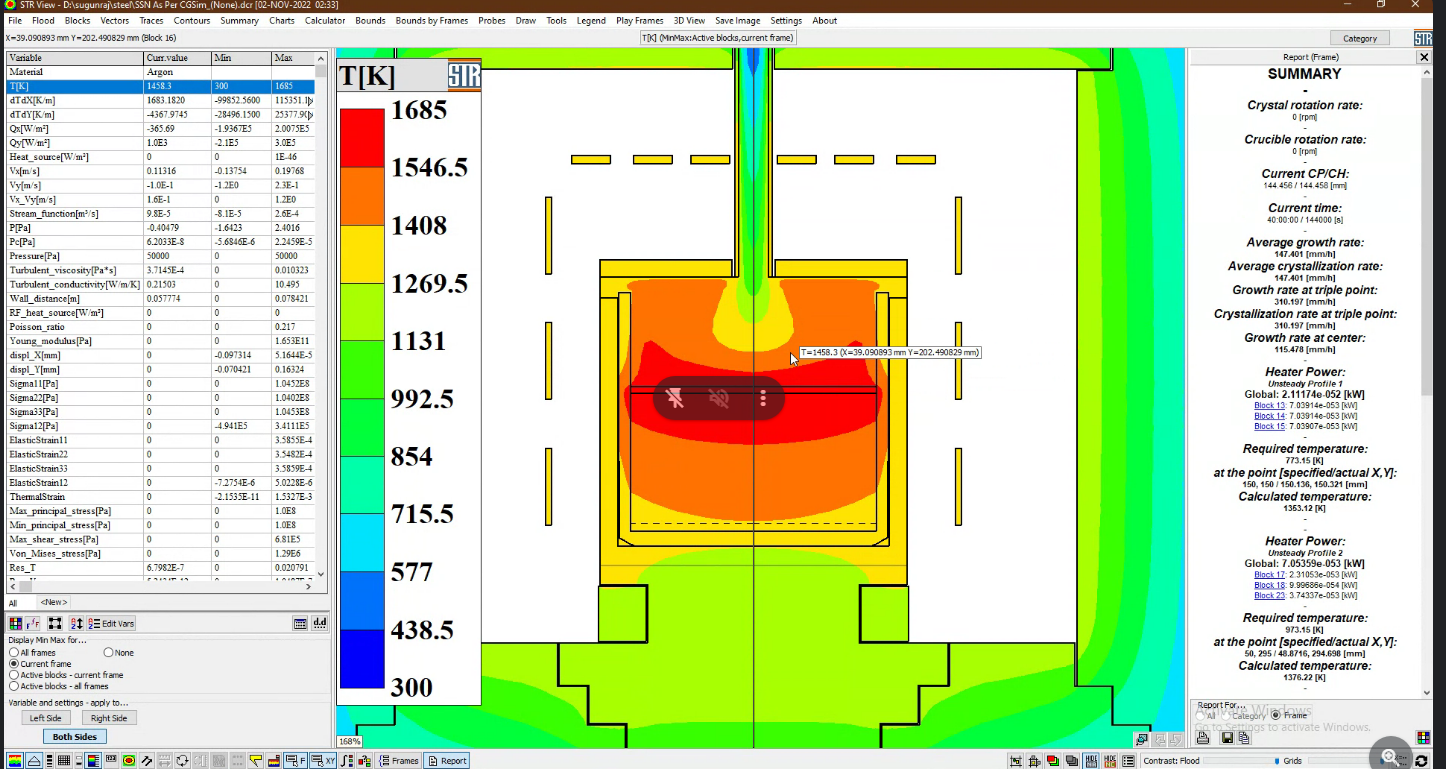 STR View - D:\sugunraj\steel\SSN As Per CGSim_(None).dcr [02-NOV-2022 02:33]
File Flood Blocks Vectors Traces Contours Summary Charts Calculator Bounds Bounds by Frames Probes Draw Tools Legend Play Frames 3D View Save Image Settings About
X=39.090893 mm Y=202.490829 mm (Block 16)
T[K] (MinMax:Active blocks,current frame)
Category
STR
Variable Curr.value Min Max
Material Argon
T[K] 1458.3 300 1685
dTdX[K/m] 1683.1820 -99852.5600
dTdY[K/m] -4367.9745 -28496.1500
Qx[W/m²] -365.69 -1.9367E5 2.0075E5
Qy[W/m²] 1.0E3 -2.1E5 3.0E5
Heat_source[W/m²] 0 0 1E-46
Vx[m/s] 0.11316 -0.13754 0.19768
Vy[m/s] -1.0E-1 -1.2E0 2.3E-1
Vx_Vy[m/s] 1.6E-1 0 1.2E0
Stream_function[m³/s] 9.8E-5 -8.1E-5 2.6E-4
P[Pa] -0.40479 -1.6423 2.4016
Pc[Pa] 6.2033E-8 -5.6846E-6 2.2459E-5
Pressure[Pa] 50000 0 50000
Turbulent_viscosity[Pa*s] 3.7145E-4 0 0.010323
Turbulent_conductivity[W/m/K] 0.21503 0 10.495
Wall_distance[m] 0.057774 0 0.078421
RF_heat_source[W/m³] 0 0 0
Poisson_ratio 0 0 0.217
Young_modulus[Pa] 0 0 1.653E11
displ_X[mm] 0 -0.097314 5.1644E-5
displ_Y[mm] 0 -0.070421 0.16324
Sigma11[Pa] 0 0 1.0452E8
Sigma22[Pa] 0 0 1.0402E8
Sigma33[Pa] 0 0 1.0453E8
Sigma12[Pa] 0 -4.941E5 3.4111E5
ElasticStrain11 0 0 3.5855E-4
ElasticStrain22 0 0 3.5482E-4
ElasticStrain33 0 0 3.5859E-4
ElasticStrain12 0 -7.2754E-6 5.0228E-6
ThermalStrain 0 -2.1535E-11 1.5327E-3
Max_principal_stress[Pa] 0 0 1.0E8
Min_principal_stress[Pa] 0 0 1.0E8
Max_shear_stress[Pa] 0 0 6.81E5
Von_Mises_stress[Pa] 0 0 1.29E6
Res_T 6.7982E-7 0 0.020791
All <New>
Edit Vars
d.d
Display Min Max for...
All frames None
Current frame
Active blocks - current frame
Active blocks - all frames
Variable and settings - apply to...
Left Side Right Side
Both Sides
T[K] STR
1685
1546.5
1408
1269.5
1131
992.5
854
715.5
577
438.5
300
T=1458.3 (X=39.090893 mm Y=202.490829 mm)
168%
Report (Frame)
SUMMARY
-
Crystal rotation rate:
0 [rpm]
-
Crucible rotation rate:
0 [rpm]
-
Current CP/CH:
144.456 / 144.458 [mm]
-
Current time:
40:00:00 / 144000 [s]
-
Average growth rate:
147.401 [mm/h]
Average crystallization rate:
147.401 [mm/h]
Growth rate at triple point:
310.197 [mm/h]
Crystallization rate at triple point:
310.197 [mm/h]
Growth rate at center:
115.478 [mm/h]
-
Heater Power:
Unsteady Profile 1
Global: 2.11174e-052 [kW]
Block 13: 7.03914e-053 [kW]
Block 14: 7.03914e-053 [kW]
Block 15: 7.03907e-053 [kW]
-
Required temperature:
773.15 [K]
at the point [specified/actual X,Y]:
150, 150 / 150.136, 150.321 [mm]
Calculated temperature:
1353.12 [K]
-
-
Heater Power:
Unsteady Profile 2
Global: 7.05359e-053 [kW]
Block 17: 2.31053e-053 [kW]
Block 18: 9.99686e-054 [kW]
Block 23: 3.74337e-053 [kW]
-
Required temperature:
973.15 [K]
at the point [specified/actual X,Y]:
50, 295 / 48.8716, 294.698 [mm]
Calculated temperature:
1376.22 [K]
-
Report For...
All Category Frame
Activate Windows
Go to Settings to activate Windows.
F XY Frames Report
Contrast: Flood Grids